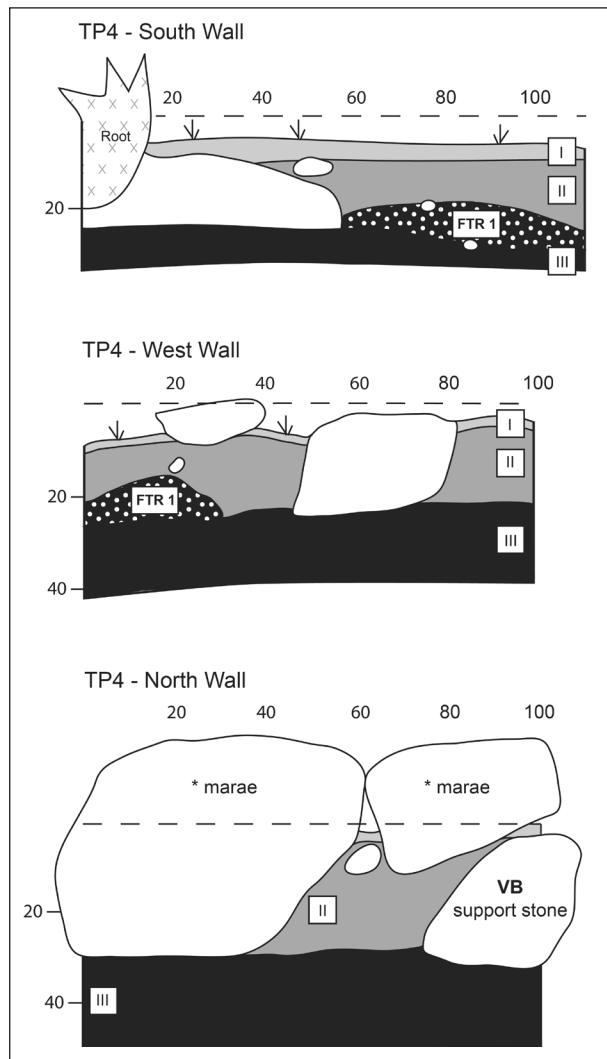 TP4 - South Wall
20 40 60 80 100
Root
I
II
20
FTR 1
III
TP4 - West Wall
20 40 60 80 100
I
II
20
FTR 1
III
40
TP4 - North Wall
20 40 60 80 100
* marae * marae
VB
20
II
support stone
40
III